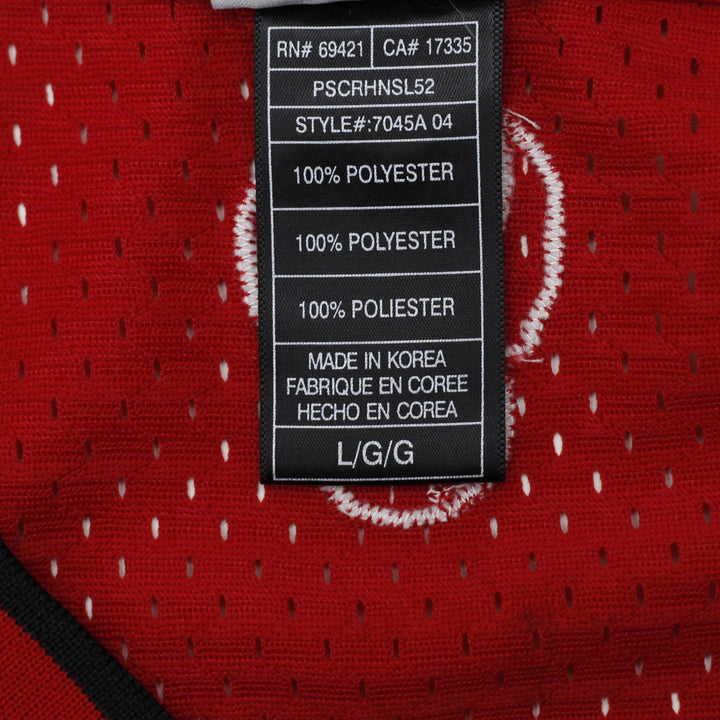 RN# 69421 CA# 17335
PSCRHNSL52
STYLE#:7045A 04
100% POLYESTER
100% POLYESTER
100% POLIESTER
MADE IN KOREA
FABRIQUE EN COREE
HECHO EN COREA
L/G/G